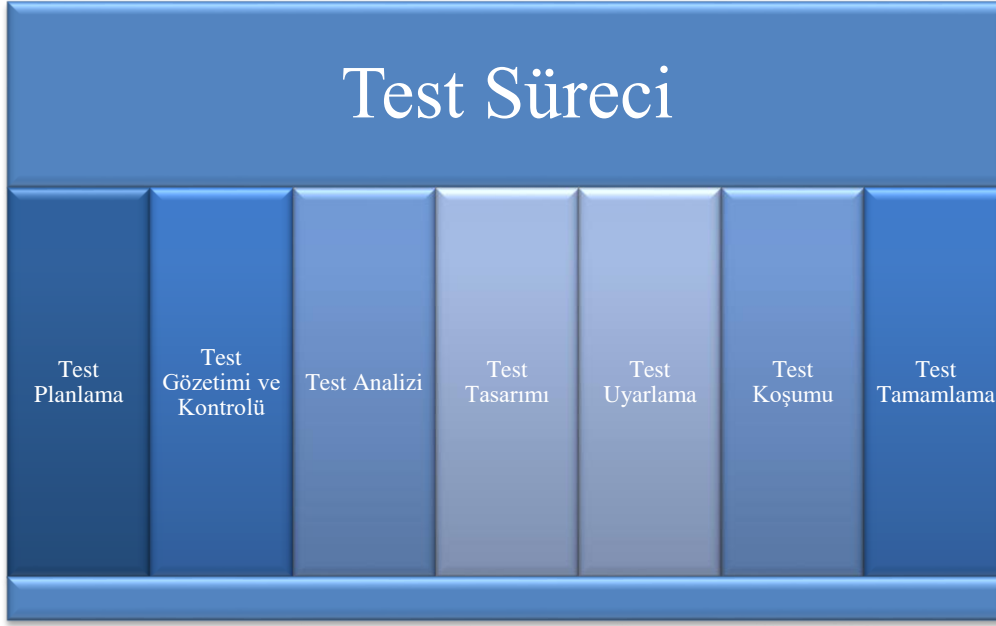 Test Süreci
Test
Planlama
Test
Gözetimi ve
Kontrolü
Test Analizi
Test
Tasarımı
Test
Uyarlama
Test
Koşumu
Test
Tamamlama